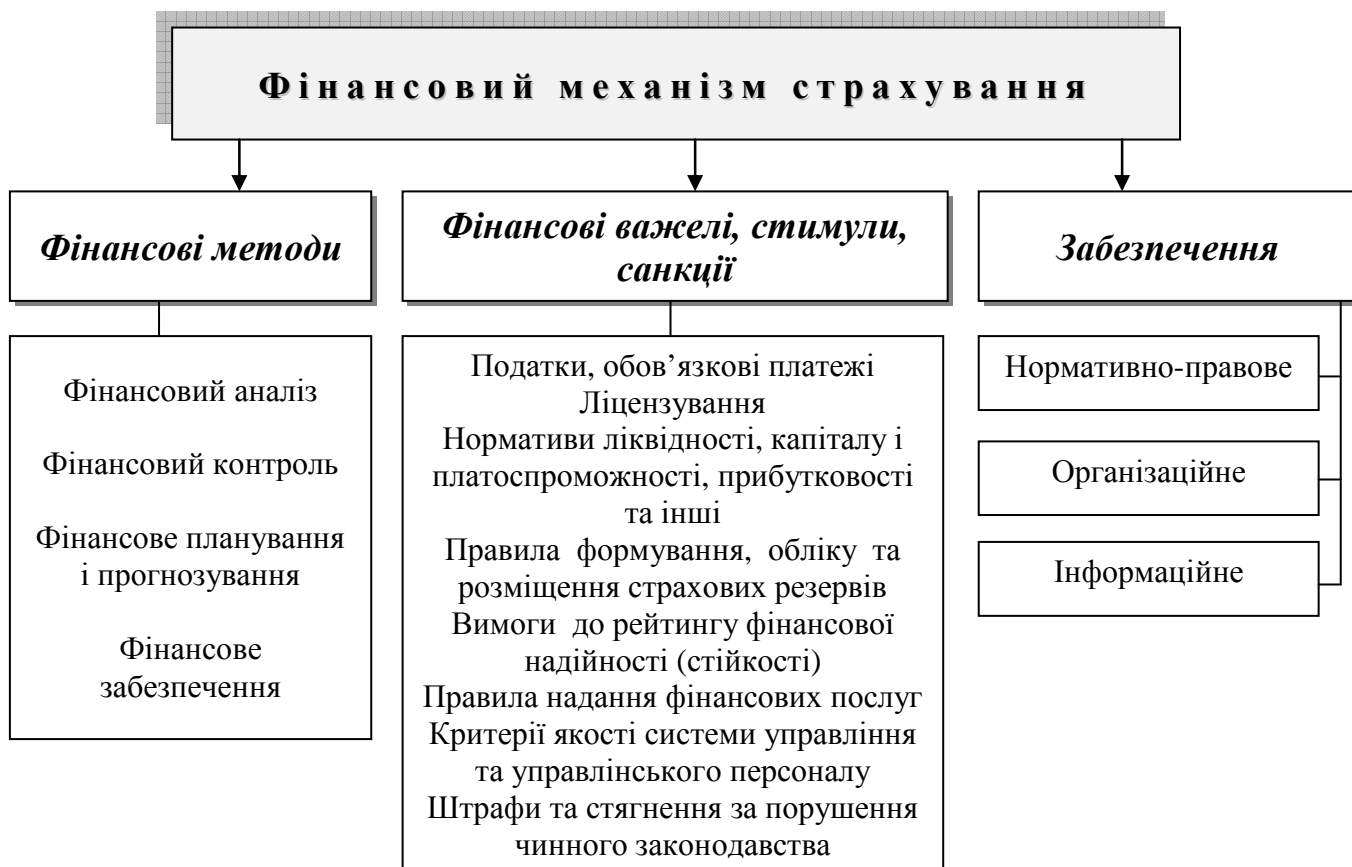 Фінансовий механізм страхування
Фінансові методи
Фінансовий аналіз
Фінансовий контроль
Фінансове планування
і прогнозування
Фінансове
забезпечення
Фінансові важелі, стимули,
санкції
Податки, обов’язкові платежі
Ліцензування
Нормативи ліквідності, капіталу і
платоспроможності, прибутковості
та інші
Правила формування, обліку та
розміщення страхових резервів
Вимоги до рейтингу фінансової
надійності (стійкості)
Правила надання фінансових послуг
Критерії якості системи управління
та управлінського персоналу
Штрафи та стягнення за порушення
чинного законодавства
Забезпечення
Нормативно-правове
Організаційне
Інформаційне